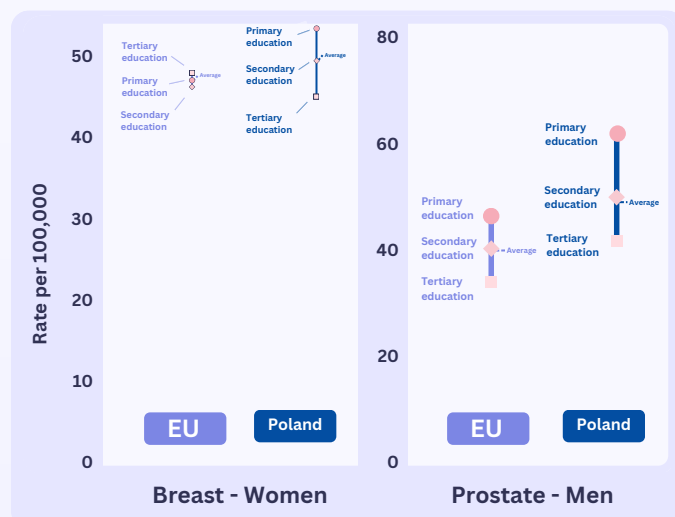 Rate per 100,000
50
40
30
20
10
0
Tertiary
education
Primary
education
Secondary
education
Average
Primary
education
Secondary
education
Tertiary
education
Average
EU
Poland
Breast - Women
80
60
40
20
0
Primary
education
Secondary
education
Tertiary
education
Average
Primary
education
Secondary
education
Tertiary
education
Average
EU
Poland
Prostate - Men